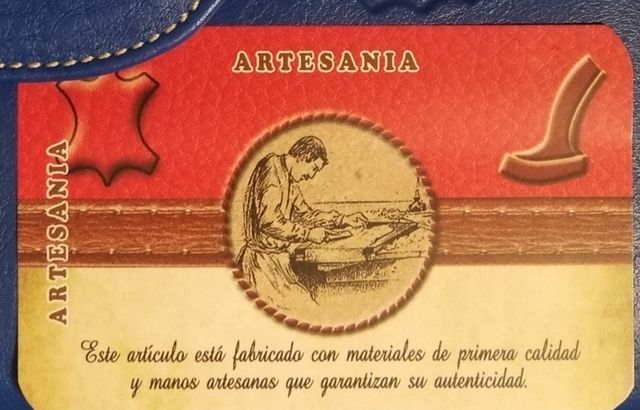 ARTESANIA
ARTESANIA
Este artículo está fabricado con materiales de primera calidad
y manos artesanas que garantizan su autenticidad.